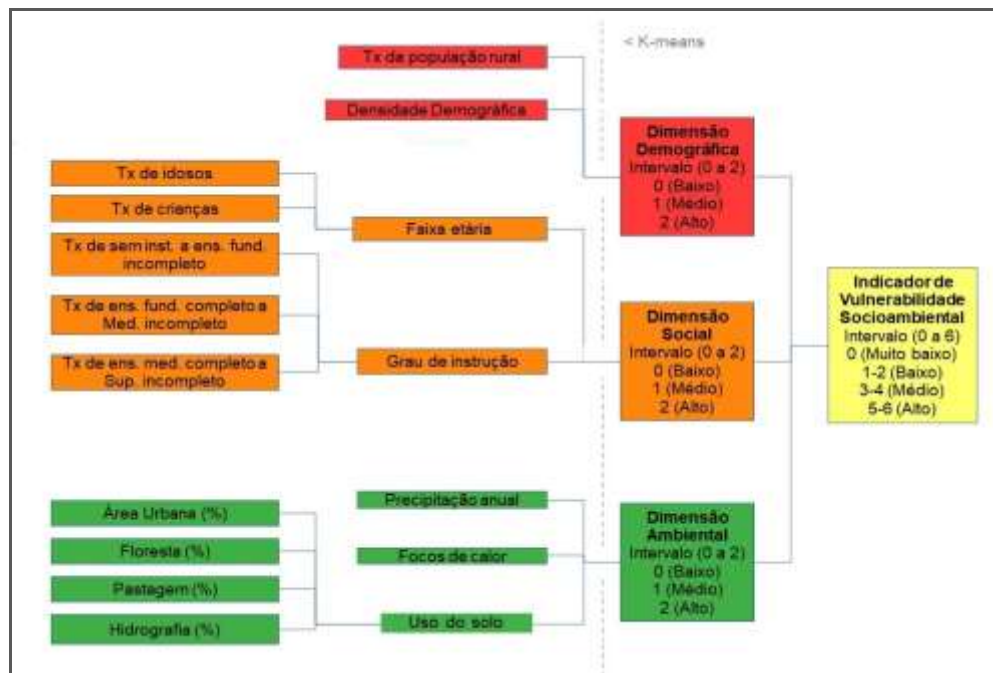 < K-means
Tx da população rural
Densidade Demográfica
Dimensão
Demográfica
Intervalo (0 a 2)
0 (Baixo)
1 (Médio)
2 (Alto)
Tx de idosos
Tx de crianças
Tx de sem inst. a ens. fund.
incompleto
Tx de ens. fund. completo a
Med. incompleto
Tx de ens. med. completo a
Sup. incompleto
Faixa etária
Grau de instrução
Dimensão
Social
Intervalo (0 a 2)
0 (Baixo)
1 (Médio)
2 (Alto)
Indicador de
Vulnerabilidade
Socioambiental
Intervalo (0 a 6)
0 (Muito baixo)
1-2 (Baixo)
3-4 (Médio)
5-6 (Alto)
Área Urbana (%)
Floresta (%)
Pastagem (%)
Hidrografia (%)
Precipitação anual
Focos de calor
Uso do solo
Dimensão
Ambiental
Intervalo (0 a 2)
0 (Baixo)
1 (Médio)
2 (Alto)